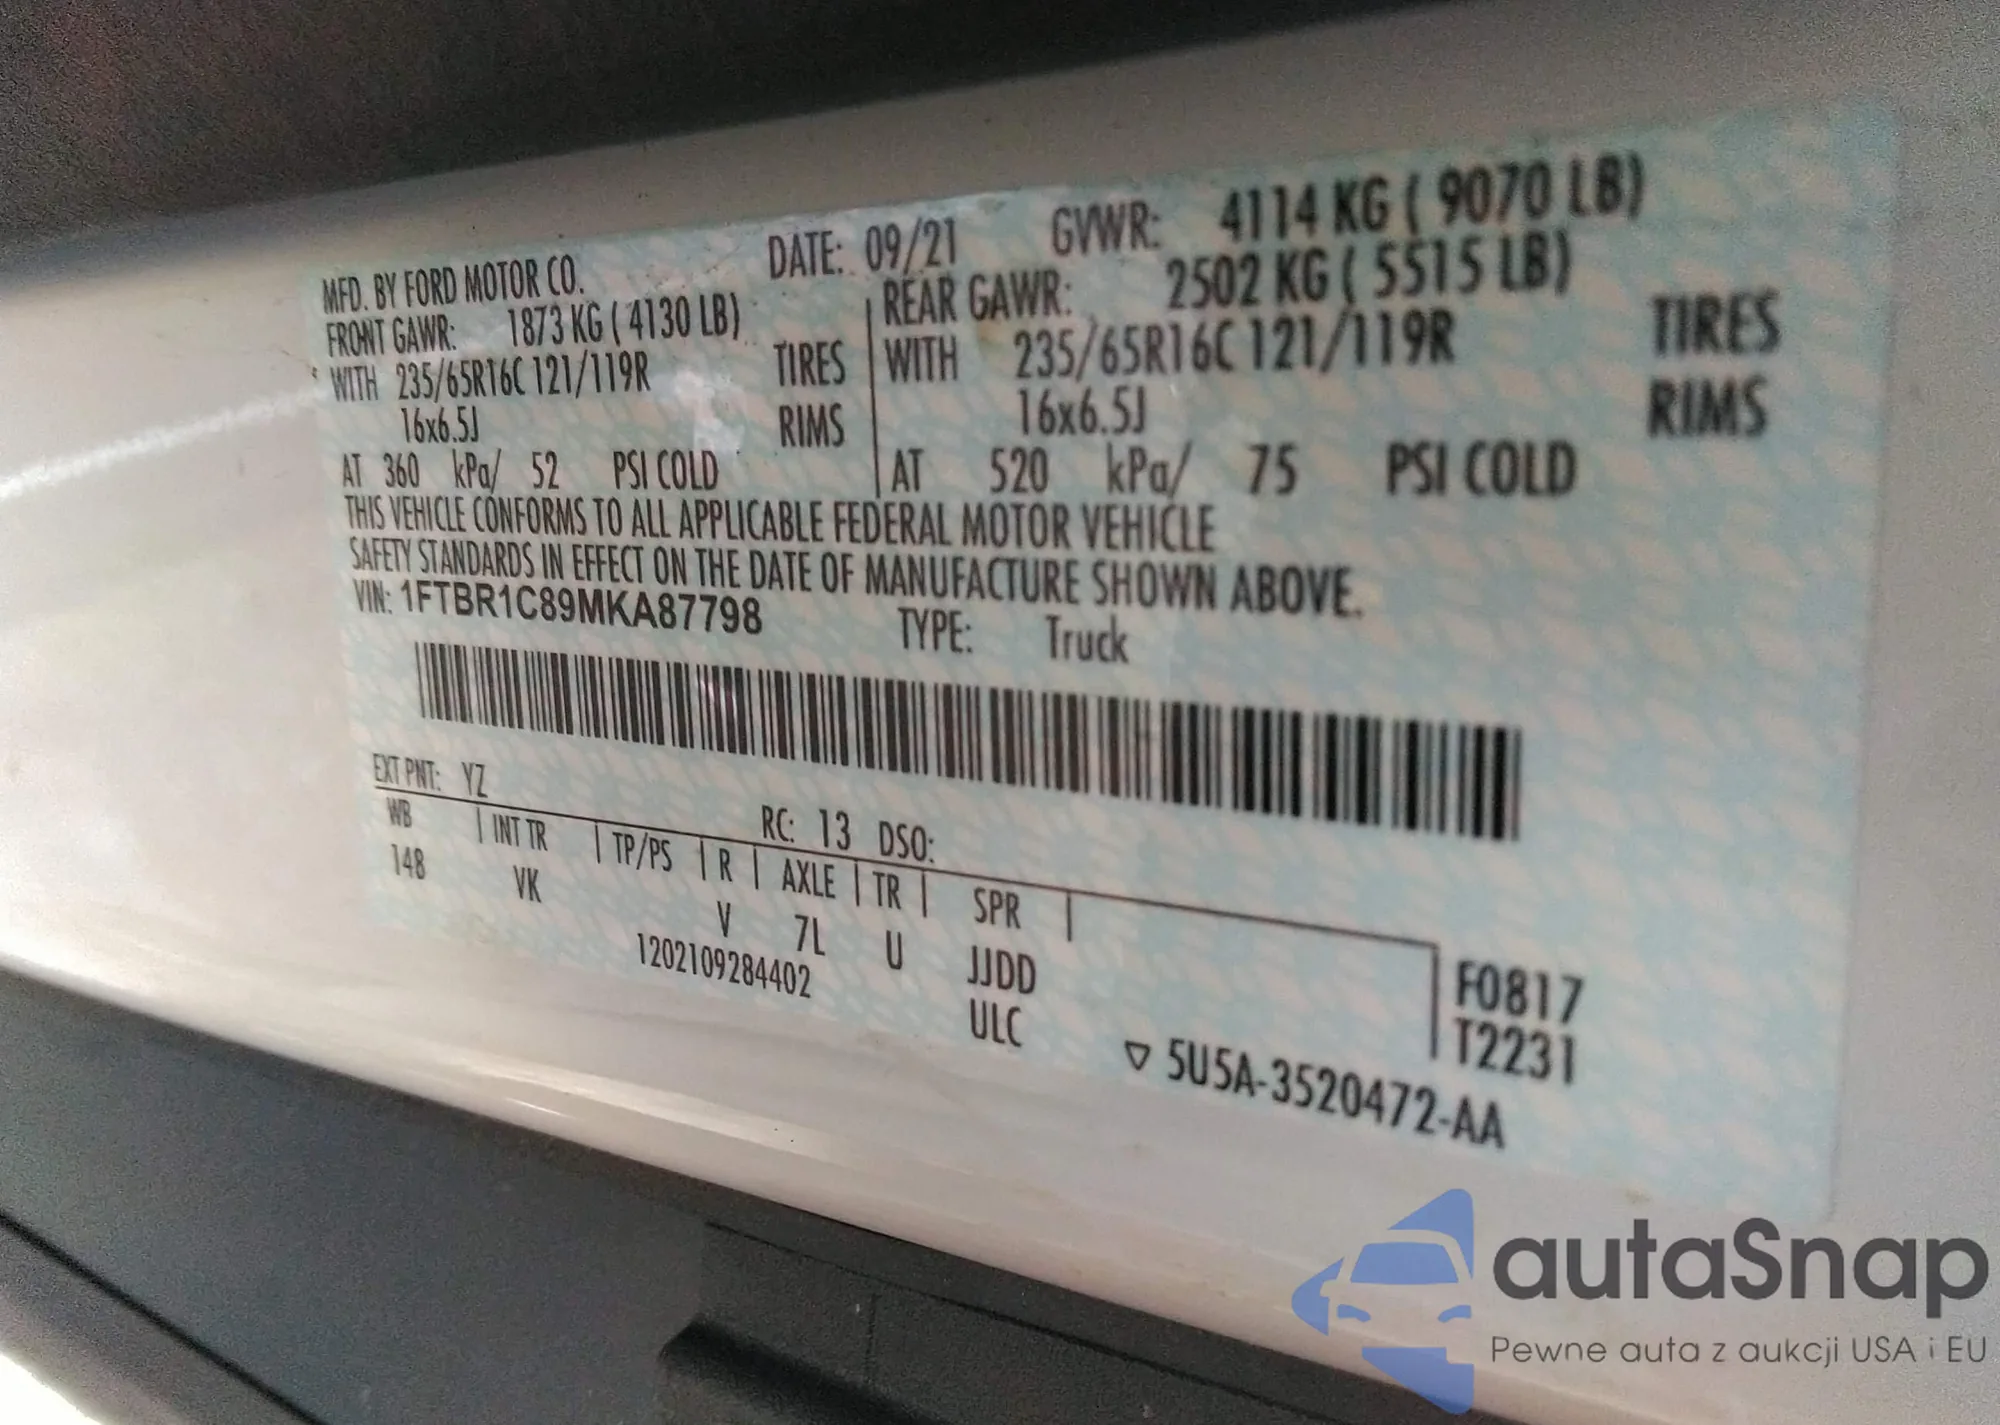 MFD. BY FORD MOTOR CO. DATE: 09/21 GVWR: 4114 KG ( 9070 LB)
FRONT GAWR: 1873 KG ( 4130 LB) REAR GAWR: 2502 KG ( 5515 LB)
WITH 235/65R16C 121/119R TIRES WITH 235/65R16C 121/119R TIRES
16x6.5J RIMS 16x6.5J RIMS
AT 360 kPa/ 52 PSI COLD AT 520 kPa/ 75 PSI COLD
THIS VEHICLE CONFORMS TO ALL APPLICABLE FEDERAL MOTOR VEHICLE
SAFETY STANDARDS IN EFFECT ON THE DATE OF MANUFACTURE SHOWN ABOVE.
VIN: 1FTBR1C89MKA87798 TYPE: Truck
EXT PNT: YZ RC: 13 DSO:
WB | INT TR | TP/PS | R | AXLE | TR | SPR |
148 VK V 7L U JJDD F0817
1202109284402 ULC T2231
▽ 5U5A-3520472-AA
autaSnap
Pewne auta z aukcji USA i EU